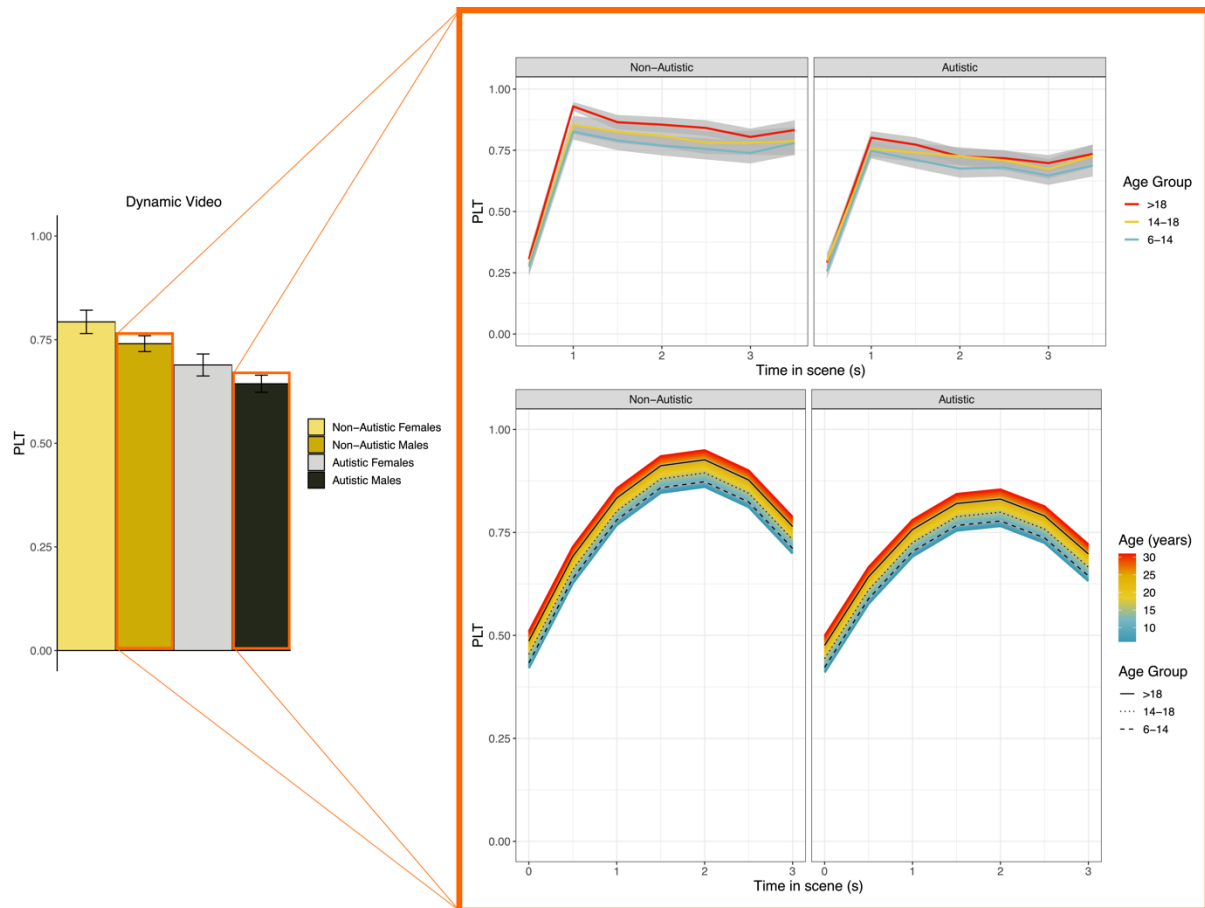 Dynamic Video
PLT
1.00
0.75
0.50
0.25
0.00
Non−Autistic Females
Non−Autistic Males
Autistic Females
Autistic Males
Non−Autistic
Autistic
PLT
1.00
0.75
0.50
0.25
0.00
1
2
3
1
2
3
Time in scene (s)
Age Group
>18
14−18
6−14
Non−Autistic
Autistic
PLT
1.00
0.75
0.50
0.25
0.00
0
1
2
3
0
1
2
3
Time in scene (s)
Age (years)
30
25
20
15
10
Age Group
>18
14−18
6−14